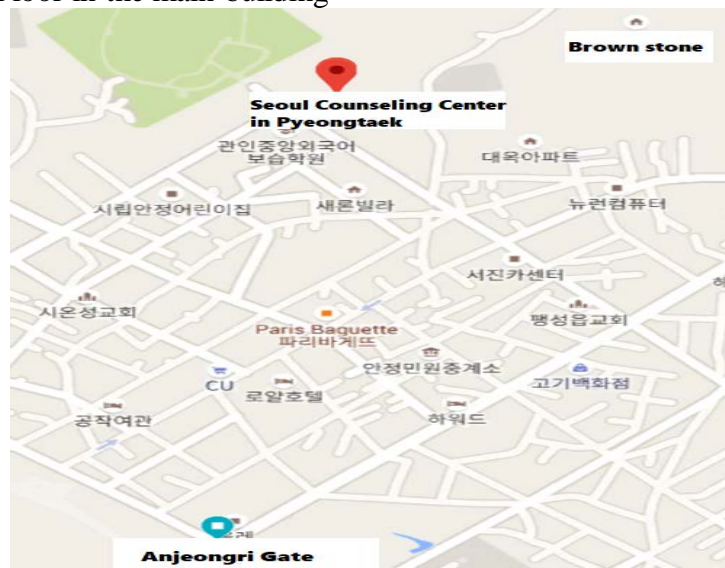 Brown stone
Seoul Counseling Center
in Pyeongtaek
관인중앙외국어
보습학원
대옥아파트
시립안정어린이집
새론빌라
뉴런컴퓨터
서진카센터
시온성교회
팽성읍교회
Paris Baguette
파리바게뜨
안정민원중계소
CU
로얄호텔
고기백화점
공작여관
하워드
Anjeongri Gate